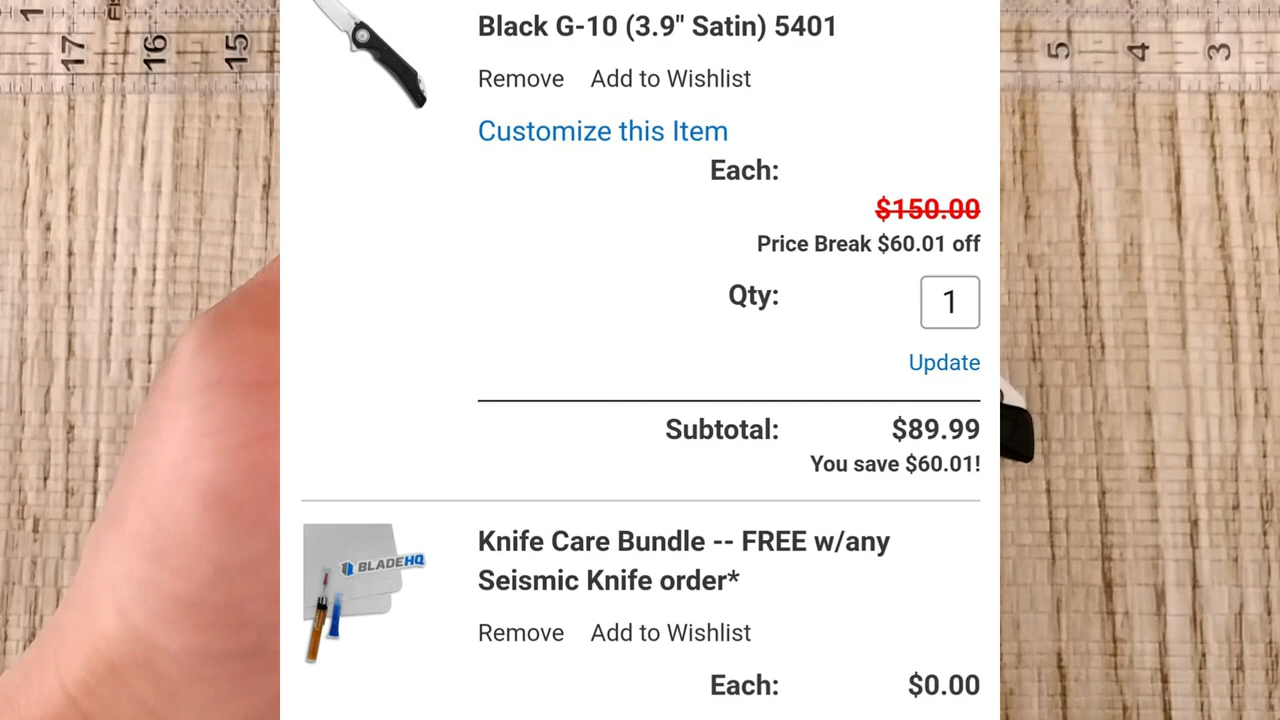 1 17 16 15
5 4 3
Black G-10 (3.9" Satin) 5401
Remove Add to Wishlist
Customize this Item
Each:
$150.00
Price Break $60.01 off
Qty: 1
Update
Subtotal: $89.99
You save $60.01!
BLADEHQ
Knife Care Bundle -- FREE w/any
Seismic Knife order*
Remove Add to Wishlist
Each: $0.00